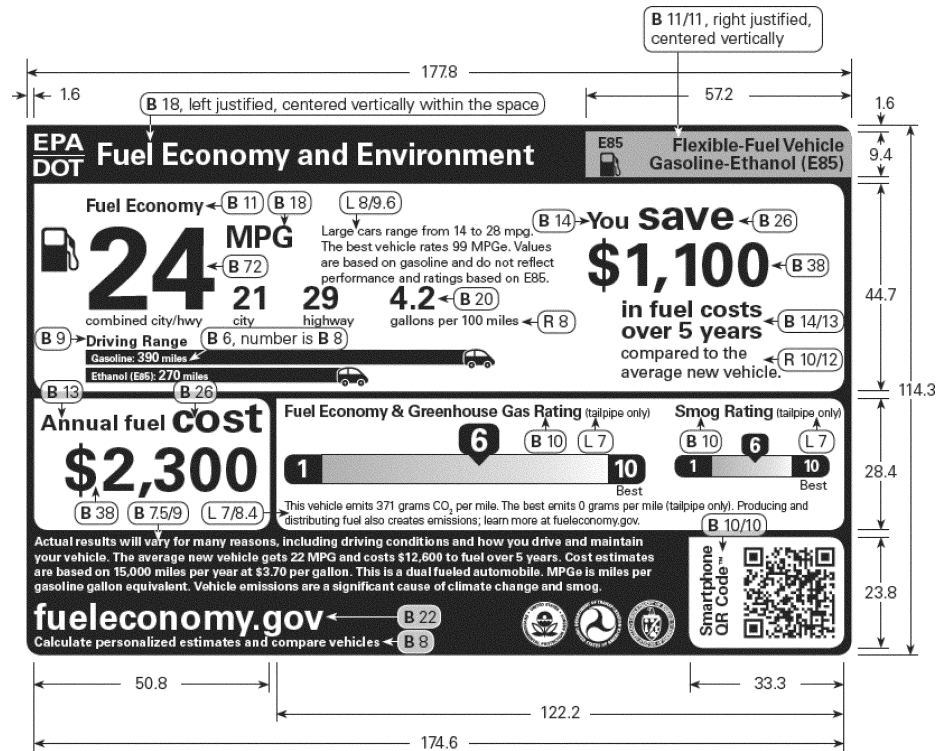 B 11/11, right justified,
centered vertically
177.8
1.6
B 18, left justified, centered vertically within the space
57.2
1.6
EPA
DOT
Fuel Economy and Environment
E85
Flexible-Fuel Vehicle
Gasoline-Ethanol (E85)
9.4
Fuel Economy
B 11
B 18
L 8/9.6
MPG
24
B 72
Large cars range from 14 to 28 mpg.
The best vehicle rates 99 MPGe. Values
are based on gasoline and do not reflect
performance and ratings based on E85.
B 14
You save
B 26
$1,100
B 38
44.7
21
29
4.2
B 20
combined city/hwy
city
highway
gallons per 100 miles
R 8
in fuel costs
over 5 years
B 14/13
compared to the
average new vehicle.
R 10/12
B 9
Driving Range
B 6, number is B 8
Gasoline: 390 miles
Ethanol (E85): 270 miles
114.3
B 13
B 26
Annual fuel cost
$2,300
B 38
B 7.5/9
L 7/8.4
Fuel Economy & Greenhouse Gas Rating (tailpipe only)
6
B 10
L 7
1
10
Best
Smog Rating (tailpipe only)
B 10
6
L 7
1
10
Best
28.4
This vehicle emits 371 grams CO2 per mile. The best emits 0 grams per mile (tailpipe only). Producing and
distributing fuel also creates emissions; learn more at fueleconomy.gov.
B 10/10
Actual results will vary for many reasons, including driving conditions and how you drive and maintain
your vehicle. The average new vehicle gets 22 MPG and costs $12,600 to fuel over 5 years. Cost estimates
are based on 15,000 miles per year at $3.70 per gallon. This is a dual fueled automobile. MPGe is miles per
gasoline gallon equivalent. Vehicle emissions are a significant cause of climate change and smog.
fueleconomy.gov
B 22
Calculate personalized estimates and compare vehicles
B 8
Smartphone
QR Code™
23.8
50.8
33.3
122.2
174.6